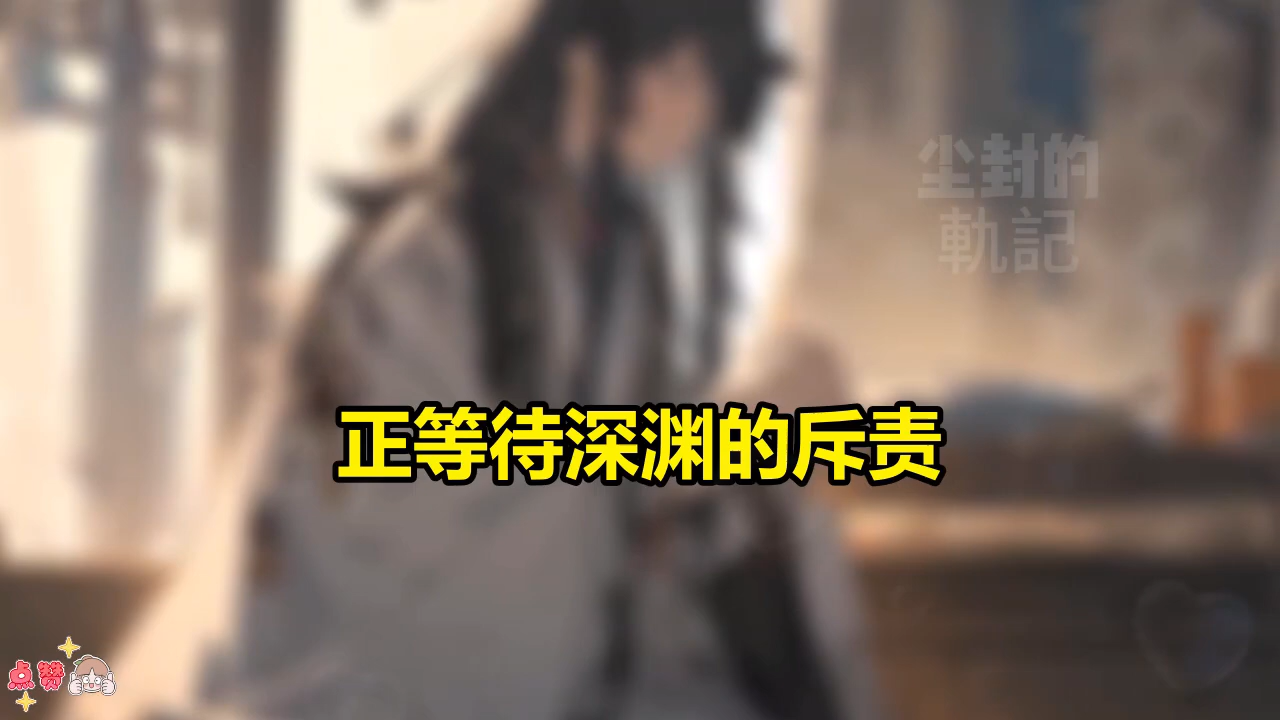 尘封的
軌記
正等待深渊的斥责
点赞